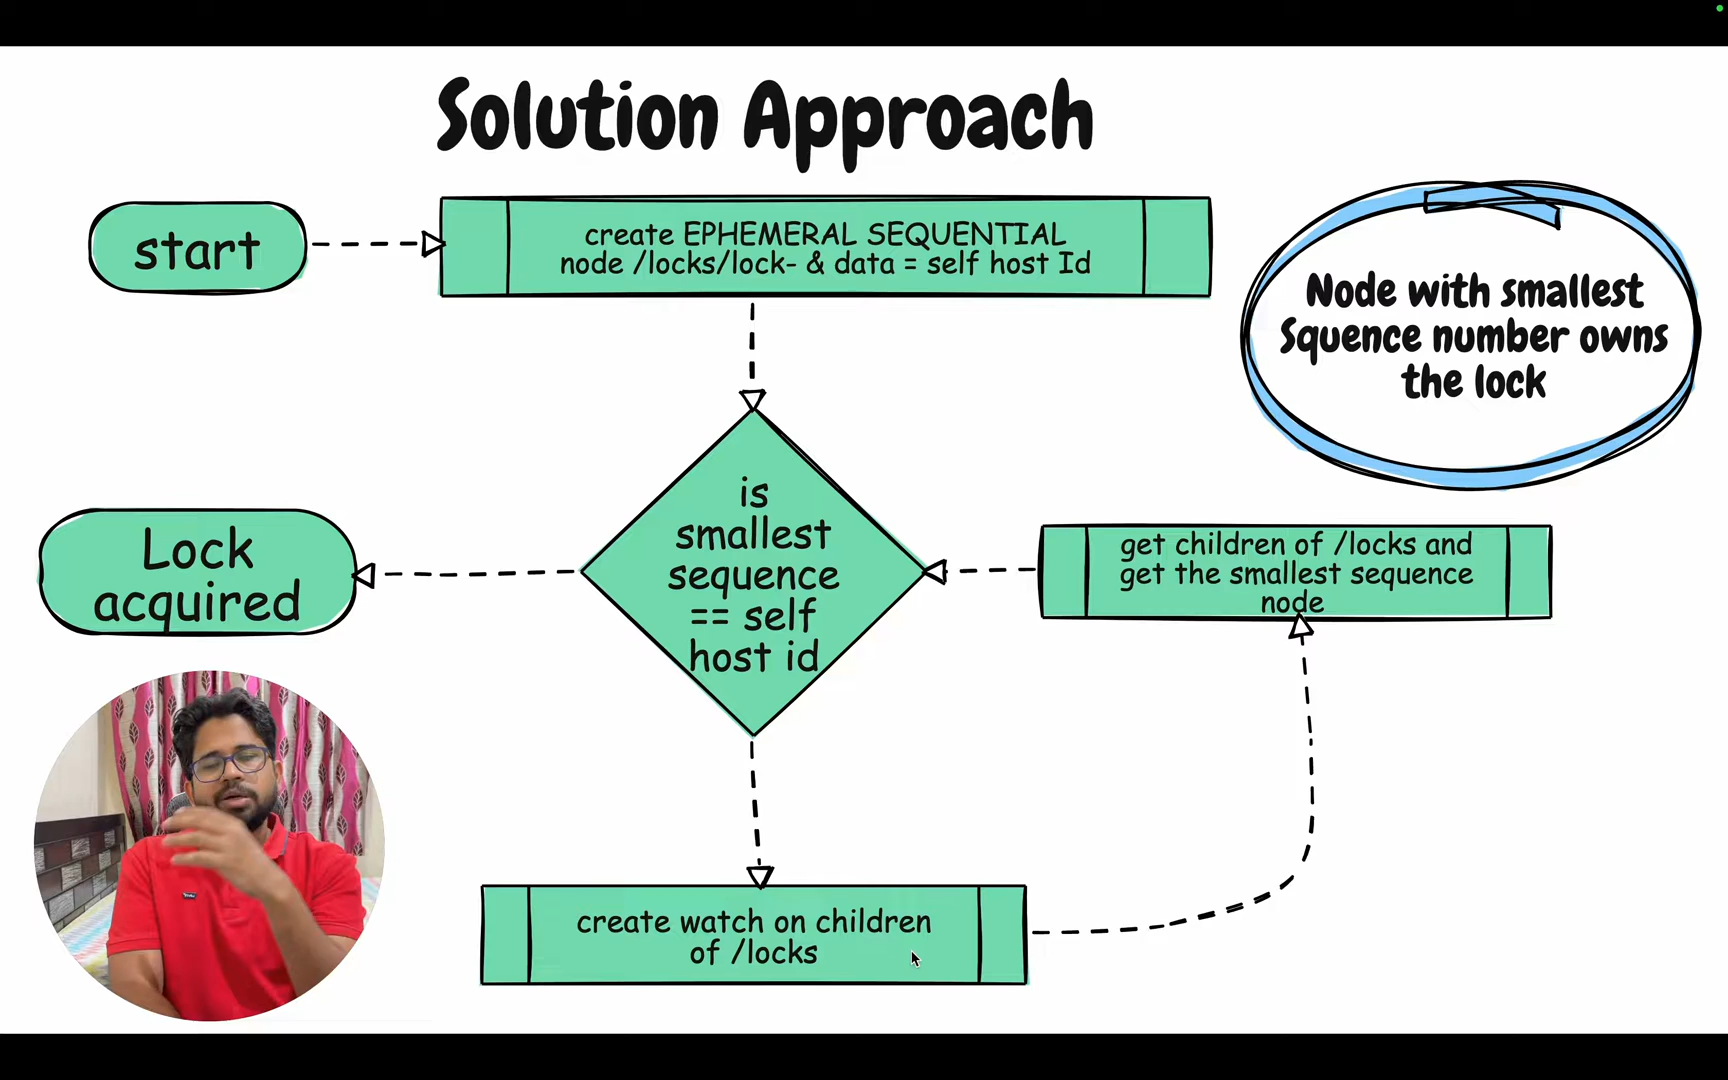 Solution Approach
start
create EPHEMERAL SEQUENTIAL
node /locks/lock- & data = self host Id
Node with smallest
Squence number owns
the lock
is
smallest
sequence
== self
host id
Lock
acquired
get children of /locks and
get the smallest sequence
node
create watch on children
of /locks